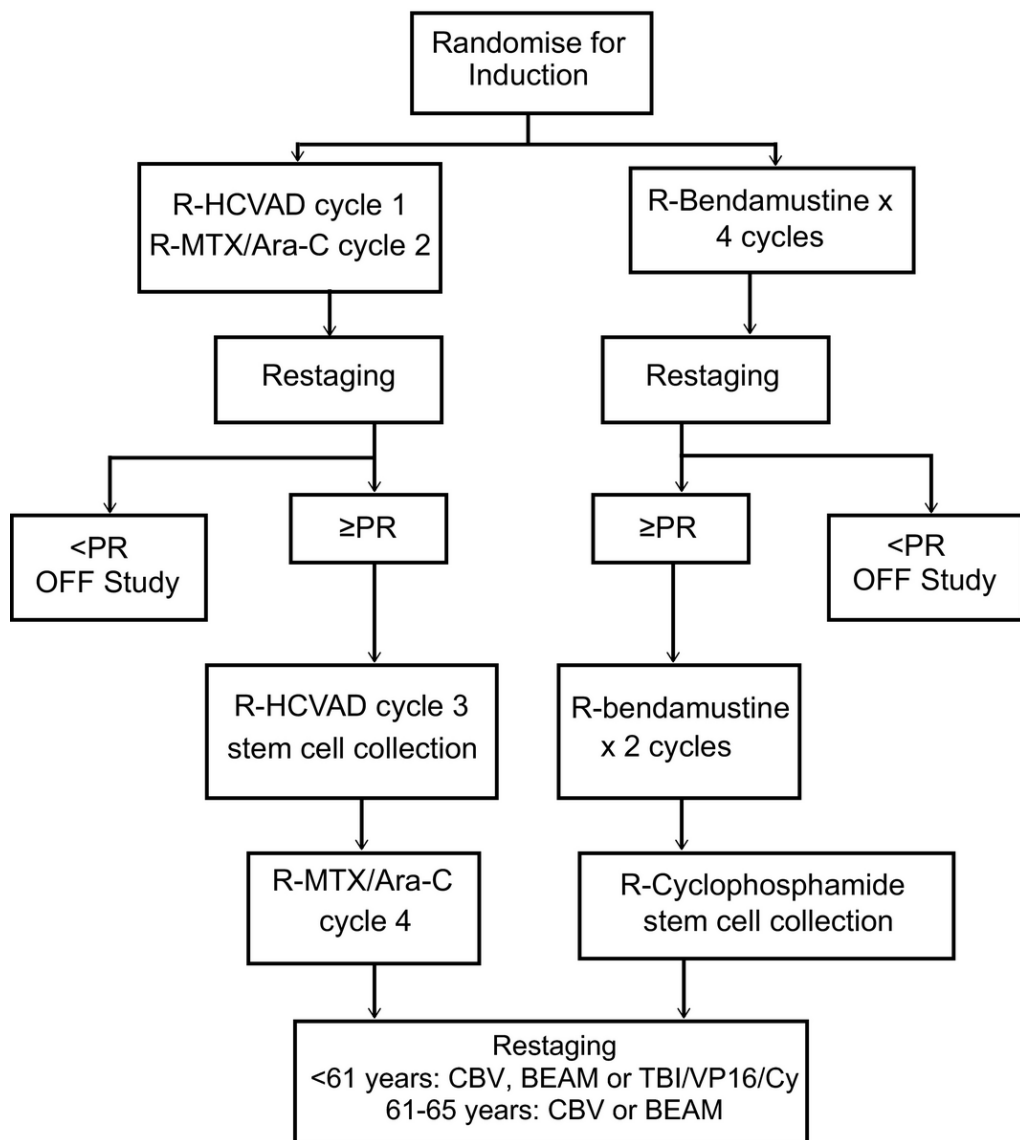 Randomise for
Induction
R-HCVAD cycle 1
R-MTX/Ara-C cycle 2
R-Bendamustine x
4 cycles
Restaging
Restaging
<PR
OFF Study
≥PR
≥PR
<PR
OFF Study
R-HCVAD cycle 3
stem cell collection
R-bendamustine
x 2 cycles
R-MTX/Ara-C
cycle 4
R-Cyclophosphamide
stem cell collection
Restaging
<61 years: CBV, BEAM or TBI/VP16/Cy
61-65 years: CBV or BEAM